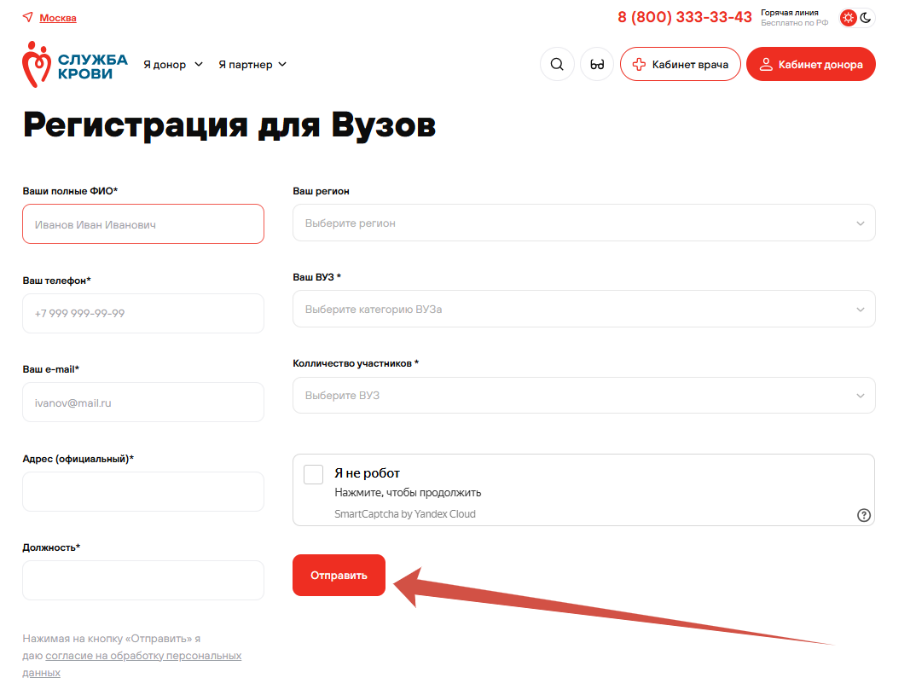 Москва
8 (800) 333-33-43
Горячая линия
Бесплатно по РФ
СЛУЖБА
КРОВИ
Я донор
Я партнер
Кабинет врача
Кабинет донора
Регистрация для Вузов
Ваши полные ФИО*
Иванов Иван Иванович
Ваш телефон*
+7 999 999-99-99
Ваш e-mail*
ivanov@mail.ru
Адрес (официальный)*
Должность*
Нажимая на кнопку «Отправить» я
даю согласие на обработку персональных
данных
Ваш регион
Выберите регион
Ваш ВУЗ *
Выберите категорию ВУЗа
Колличество участников *
Выберите ВУЗ
Я не робот
Нажмите, чтобы продолжить
SmartCaptcha by Yandex Cloud
Отправить